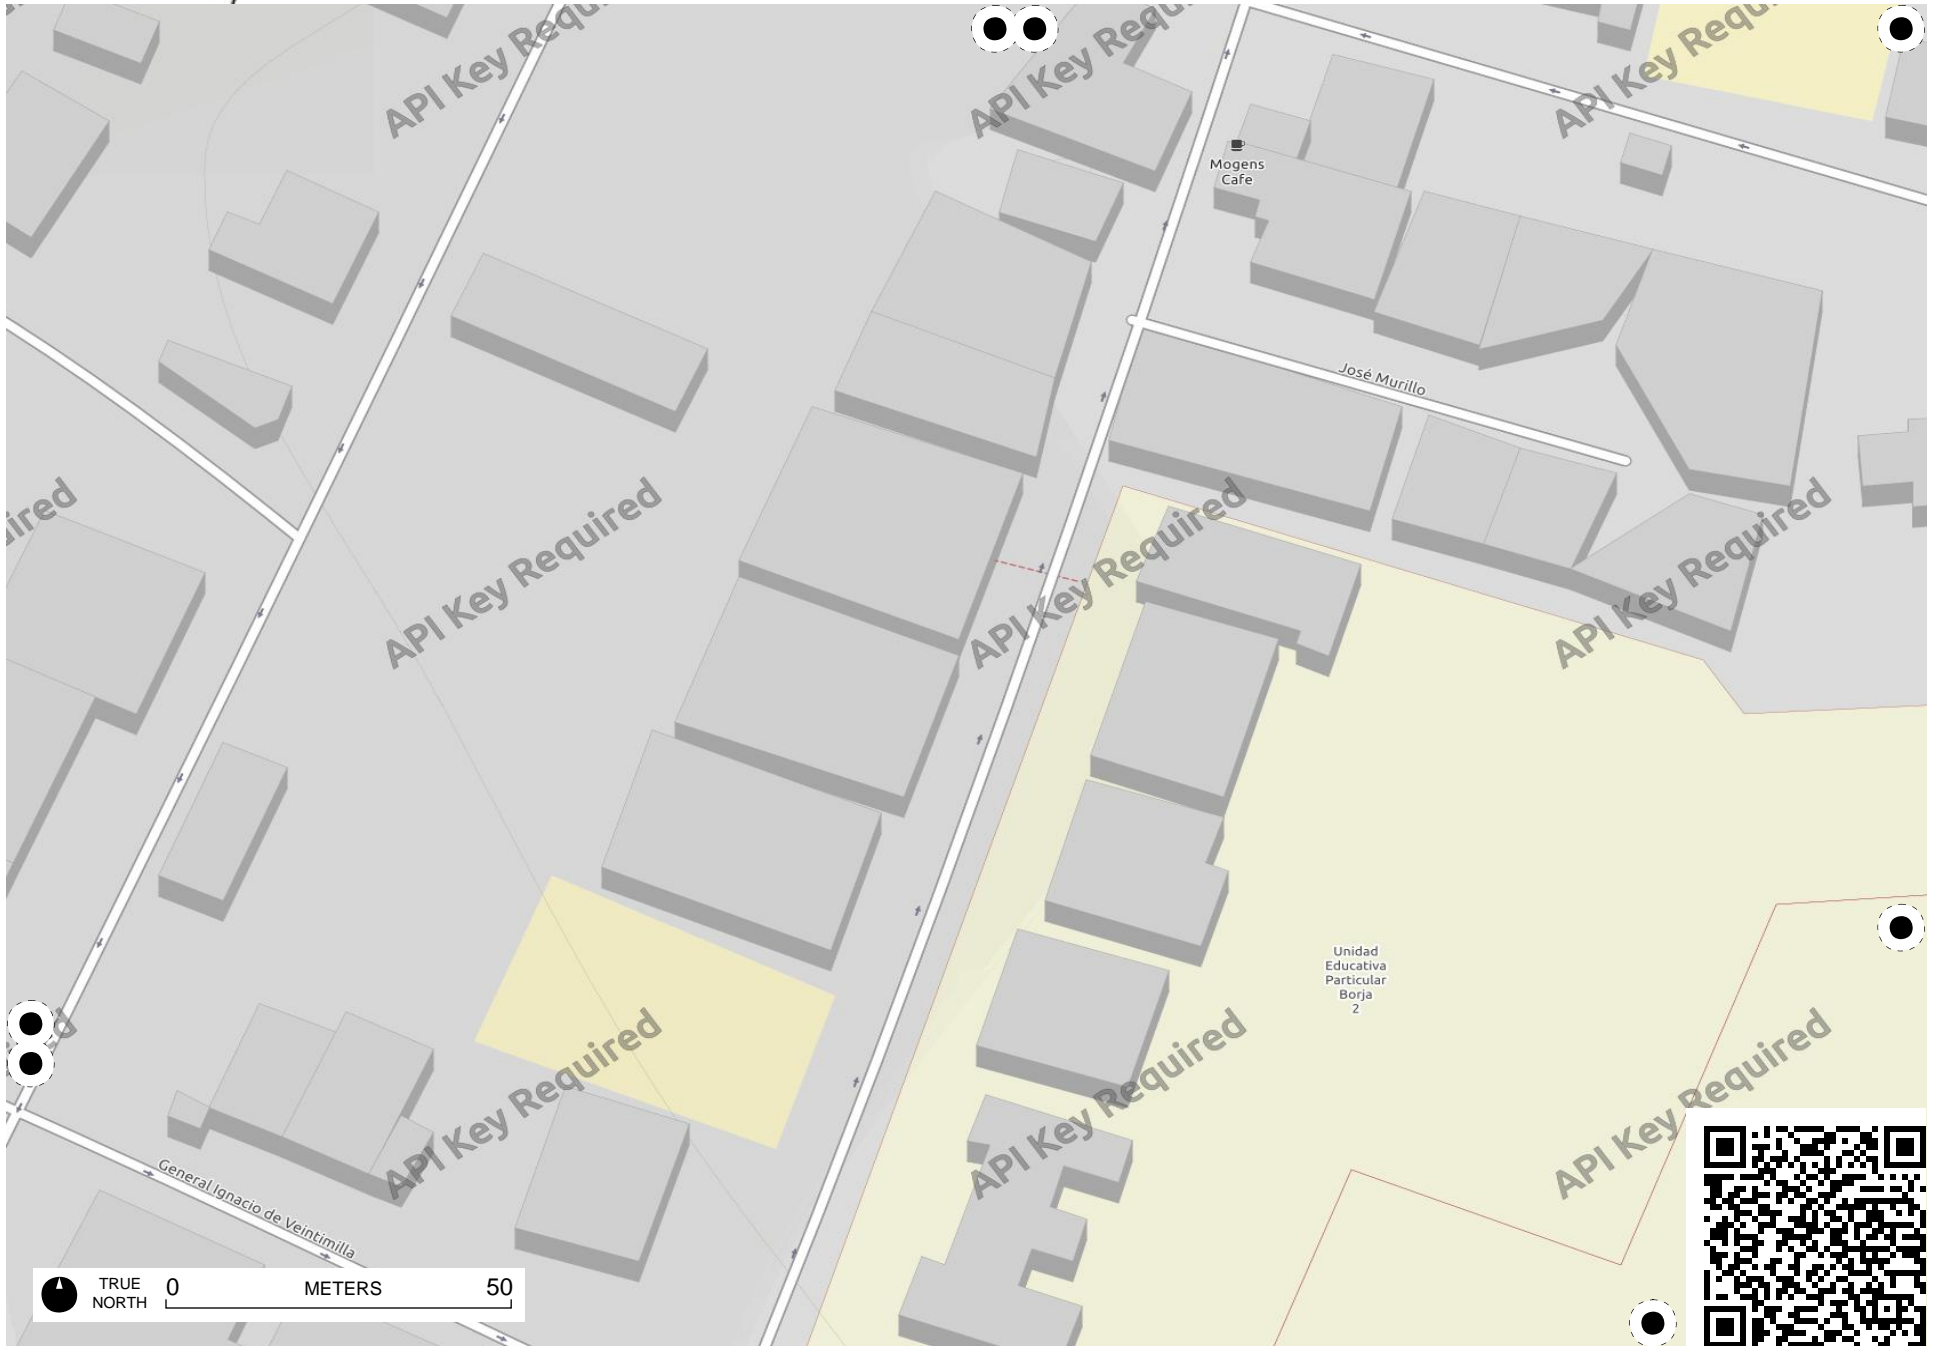 API Key Required
API Key Required
API Key Required
Mogens
Cafe
José Murillo
ired
API Key Required
API Key Required
API Key Required
Unidad
Educativa
Particular
Borja
2
API Key Required
API Key Required
API Key Required
General Ignacio de Veintimilla
TRUE
NORTH
0
METERS
50